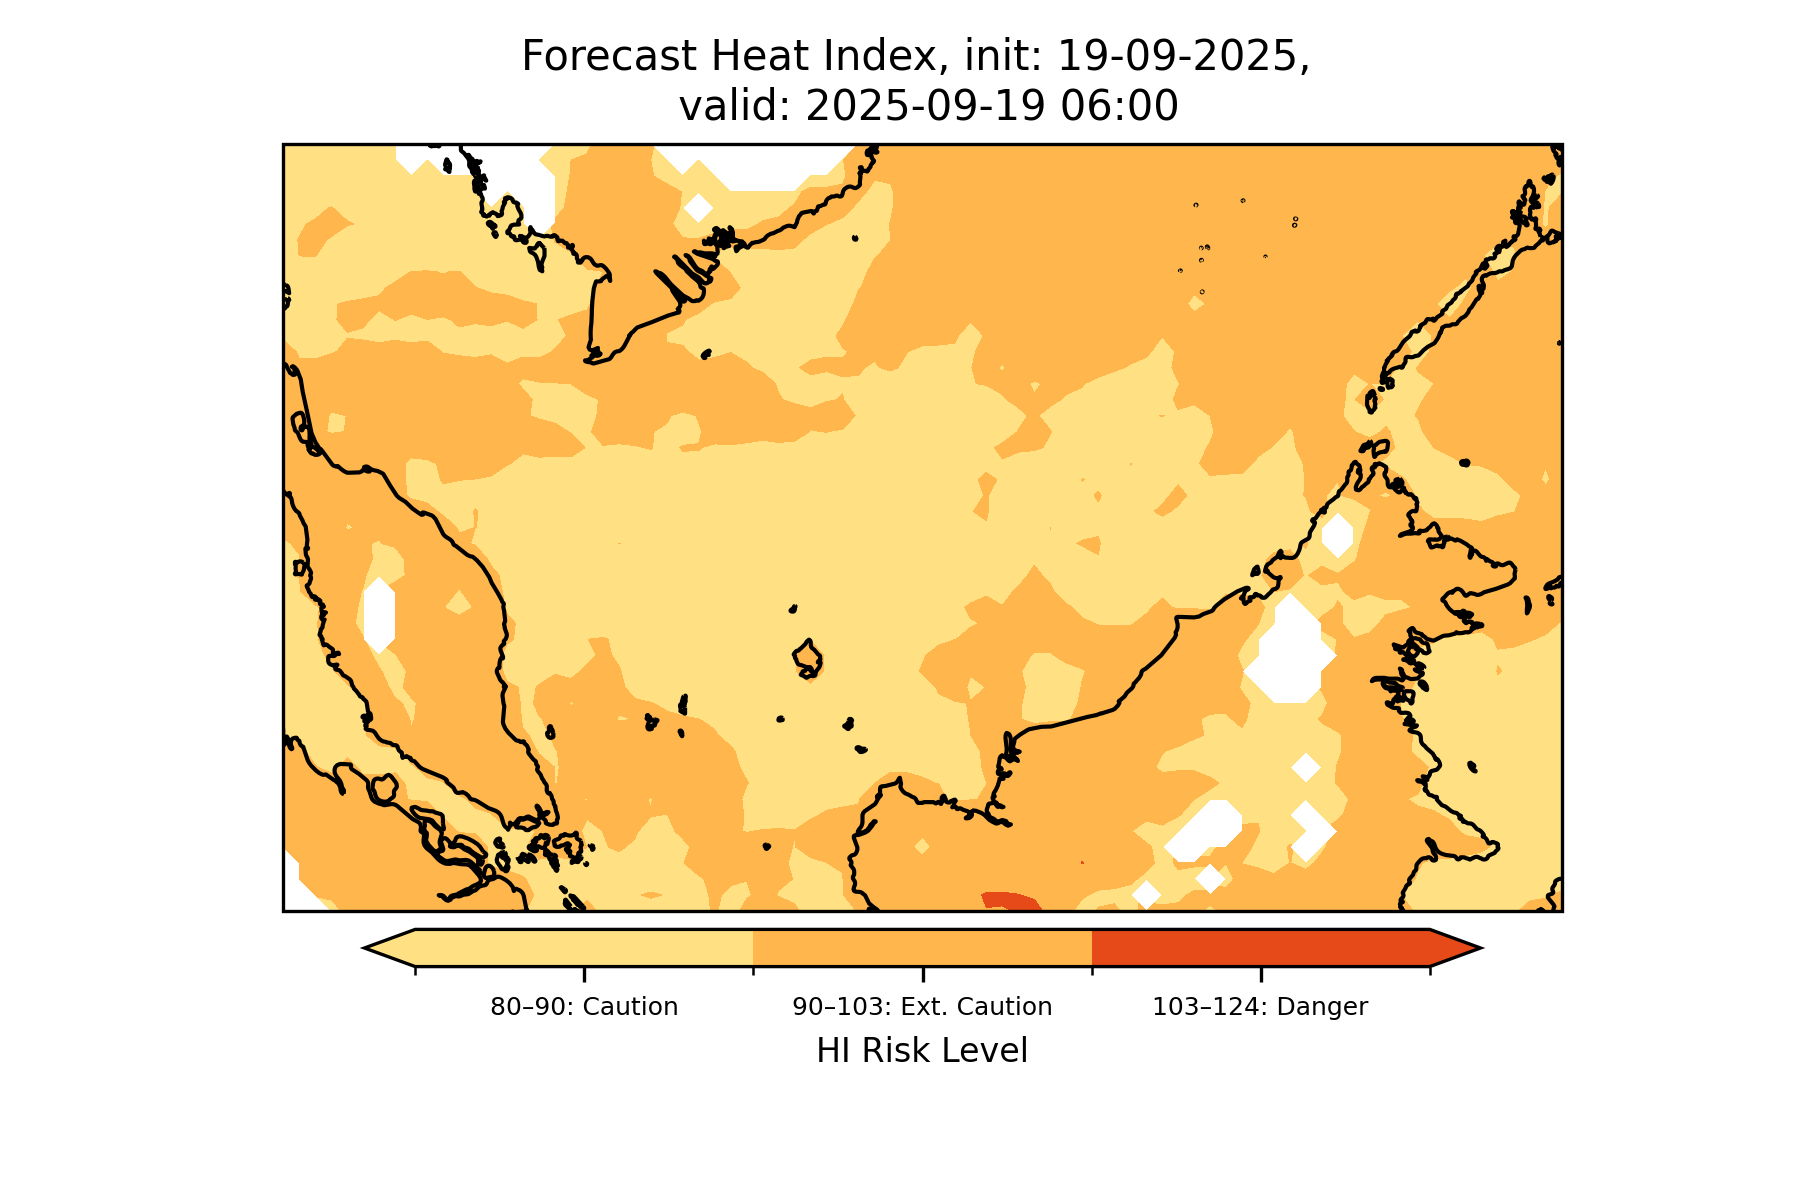 Forecast Heat Index, init: 19-09-2025,
valid: 2025-09-19 06:00
80–90: Caution
90–103: Ext. Caution
103–124: Danger
HI Risk Level